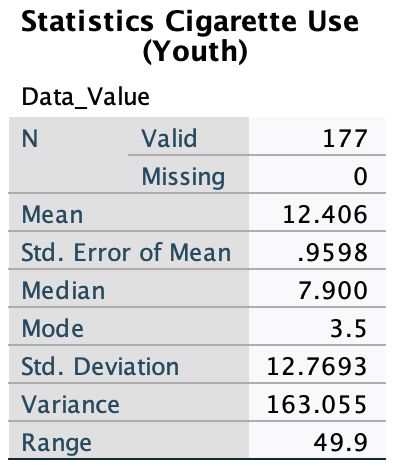 Statistics Cigarette Use
(Youth)
Data_Value
N Valid 177
Missing 0
Mean 12.406
Std. Error of Mean .9598
Median 7.900
Mode 3.5
Std. Deviation 12.7693
Variance 163.055
Range 49.9